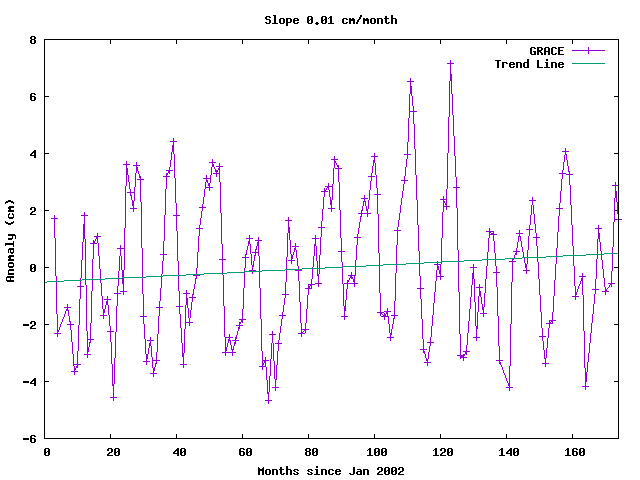 Slope 0.01 cm/month
GRACE
Trend Line
8
6
4
2
0
-2
-4
-6
Anomaly (cm)
0 20 40 60 80 100 120 140 160
Months since Jan 2002